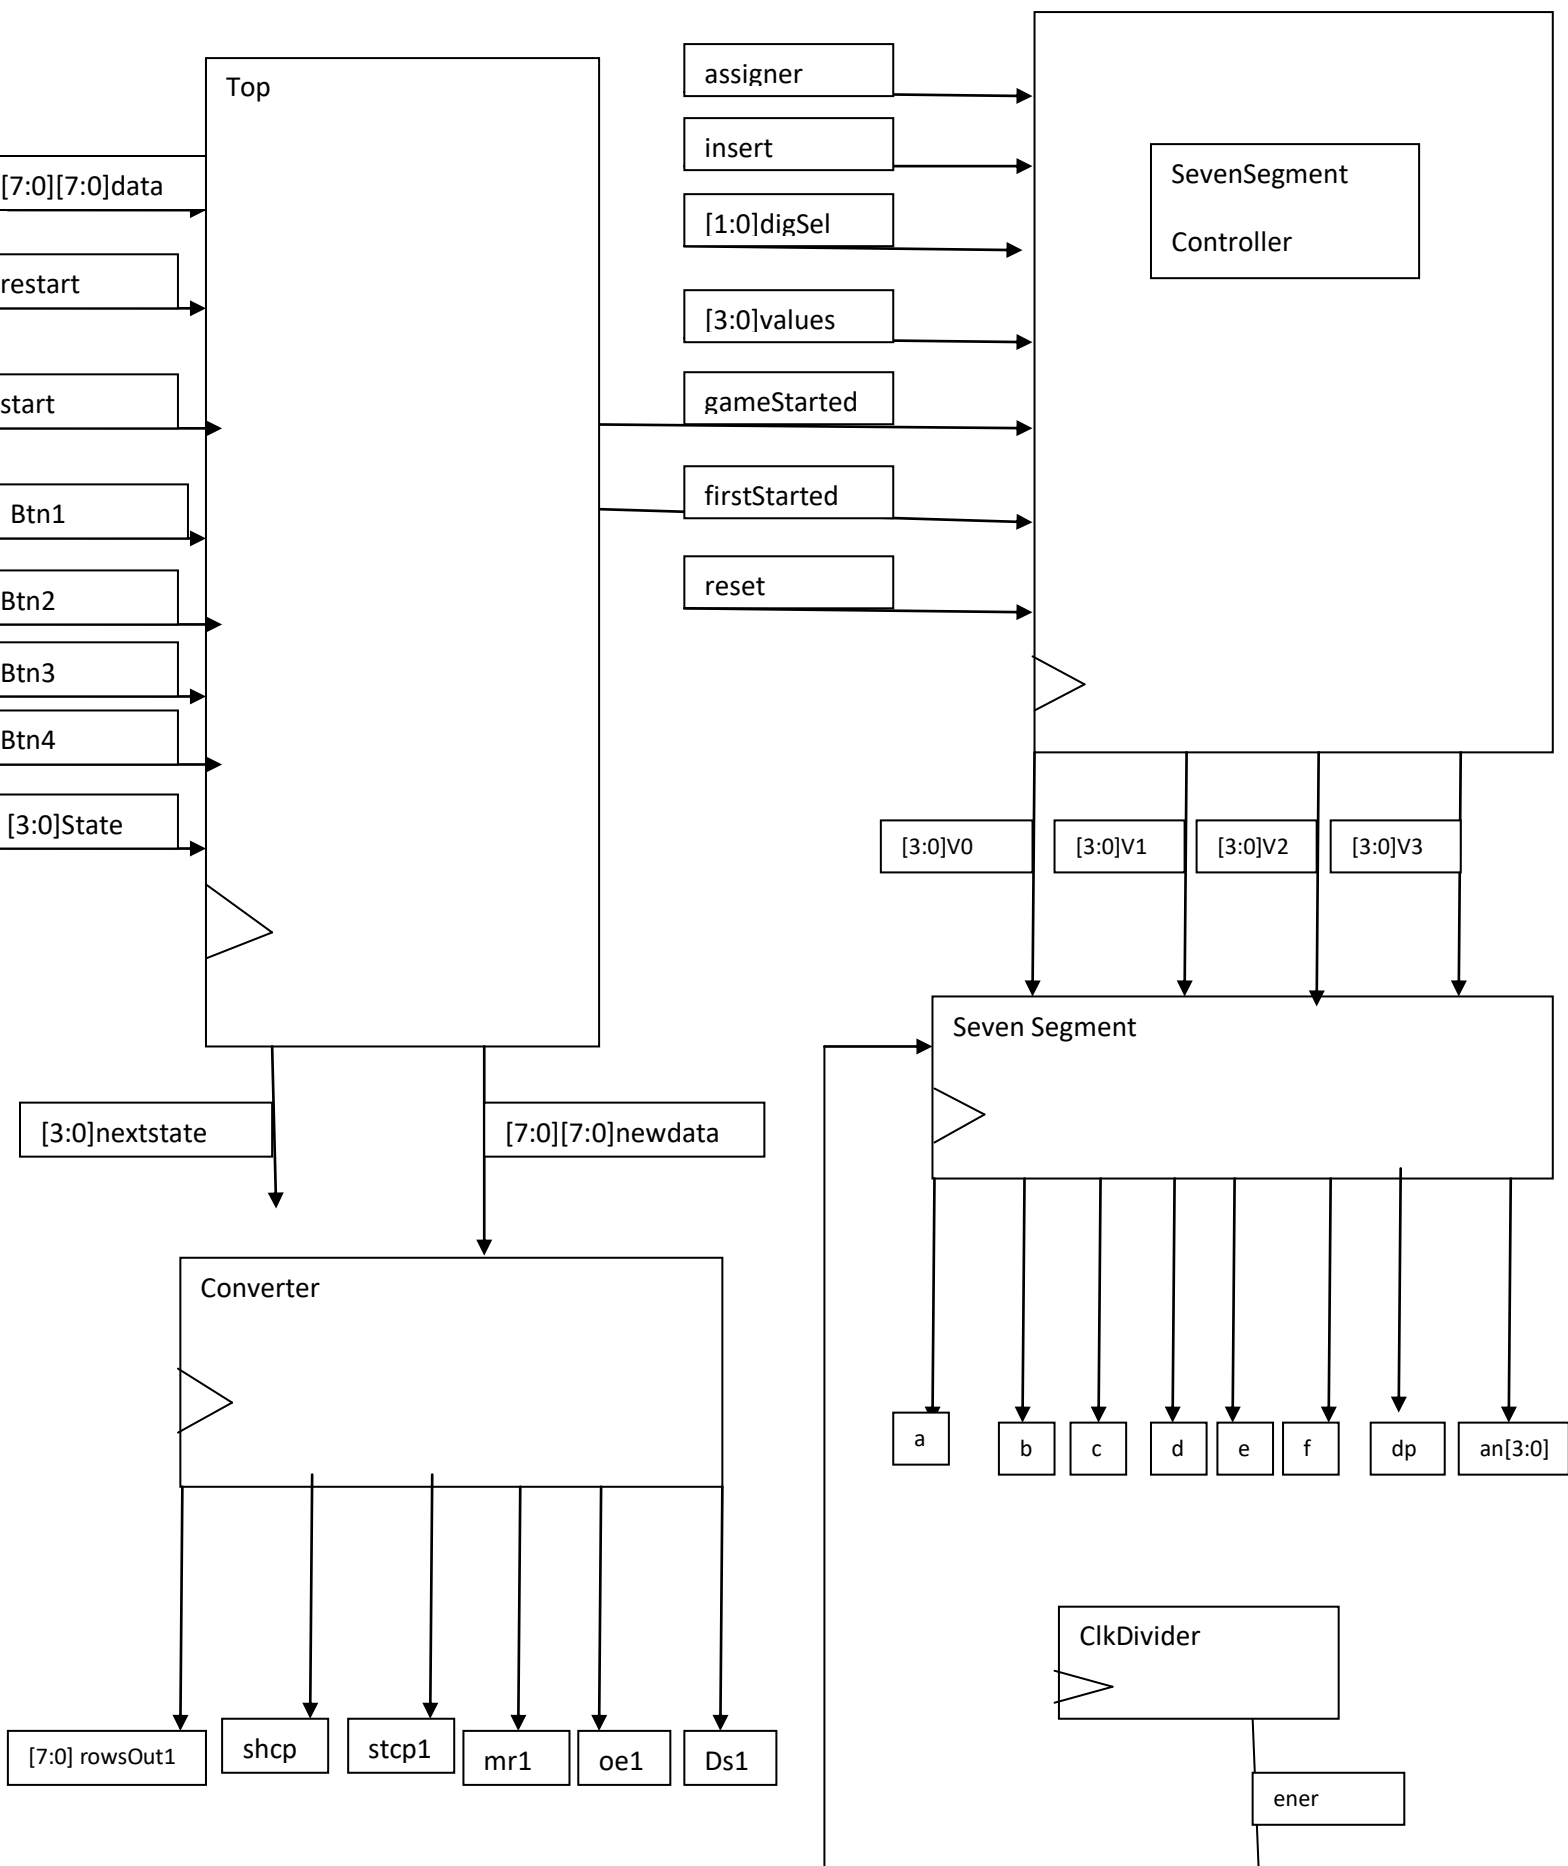 Top
[7:0][7:0]data
restart
start
Btn1
Btn2
Btn3
Btn4
[3:0]State
assigner
insert
[1:0]digSel
[3:0]values
gameStarted
firstStarted
reset
SevenSegment
Controller
[3:0]V0
[3:0]V1
[3:0]V2
[3:0]V3
Seven Segment
[3:0]nextstate
[7:0][7:0]newdata
Converter
a
b
c
d
e
f
dp
an[3:0]
[7:0] rowsOut1
shcp
stcp1
mr1
oe1
Ds1
ClkDivider
ener